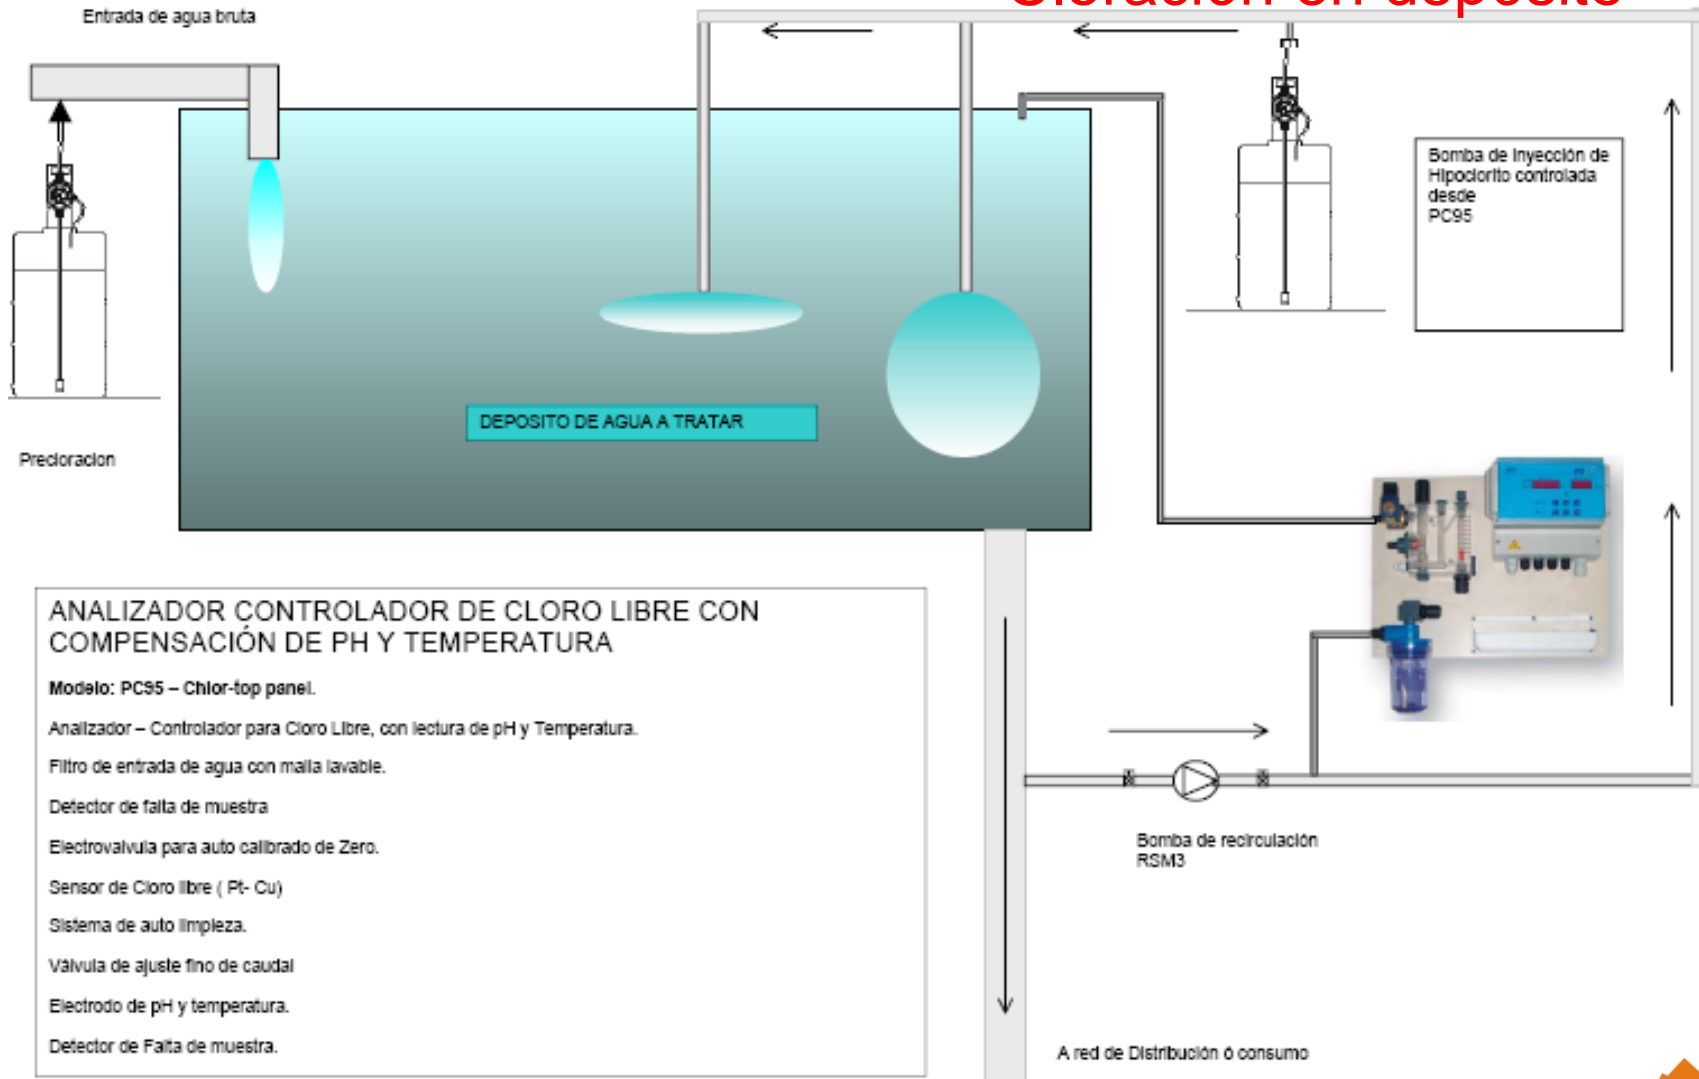 Cloración en depósito
Entrada de agua bruta
Bomba de Inyección de
Hipoclorito controlada
desde
PC95
DEPOSITO DE AGUA A TRATAR
Precloracion
ANALIZADOR CONTROLADOR DE CLORO LIBRE CON
COMPENSACIÓN DE PH Y TEMPERATURA
Modelo: PC95 – Chlor-top panel.
Analizador – Controlador para Cloro Libre, con lectura de pH y Temperatura.
Filtro de entrada de agua con malla lavable.
Detector de falta de muestra
Electrovalvula para auto calibrado de Zero.
Sensor de Cloro libre ( Pt- Cu)
Sistema de auto limpieza.
Válvula de ajuste fino de caudal
Electrodo de pH y temperatura.
Detector de Falta de muestra.
Bomba de recirculación
RSM3
A red de Distribución ó consumo